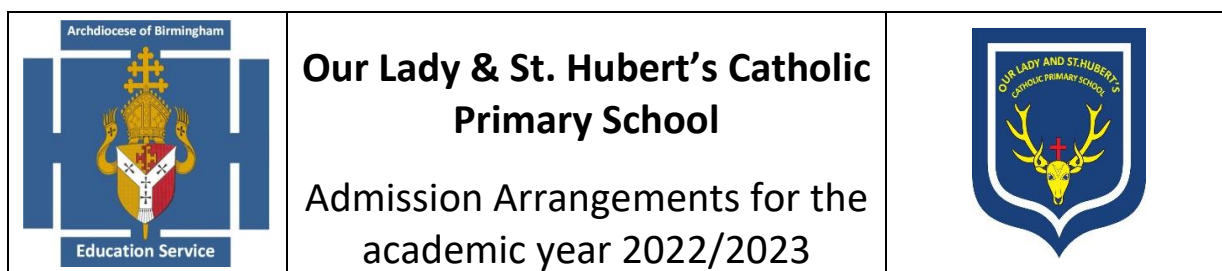 Archdiocese of Birmingham
Education Service
Our Lady & St. Hubert's Catholic
Primary School
Admission Arrangements for the
academic year 2022/2023
OUR LADY AND ST.HUBERT'S
CATHOLIC PRIMARY SCHOOL